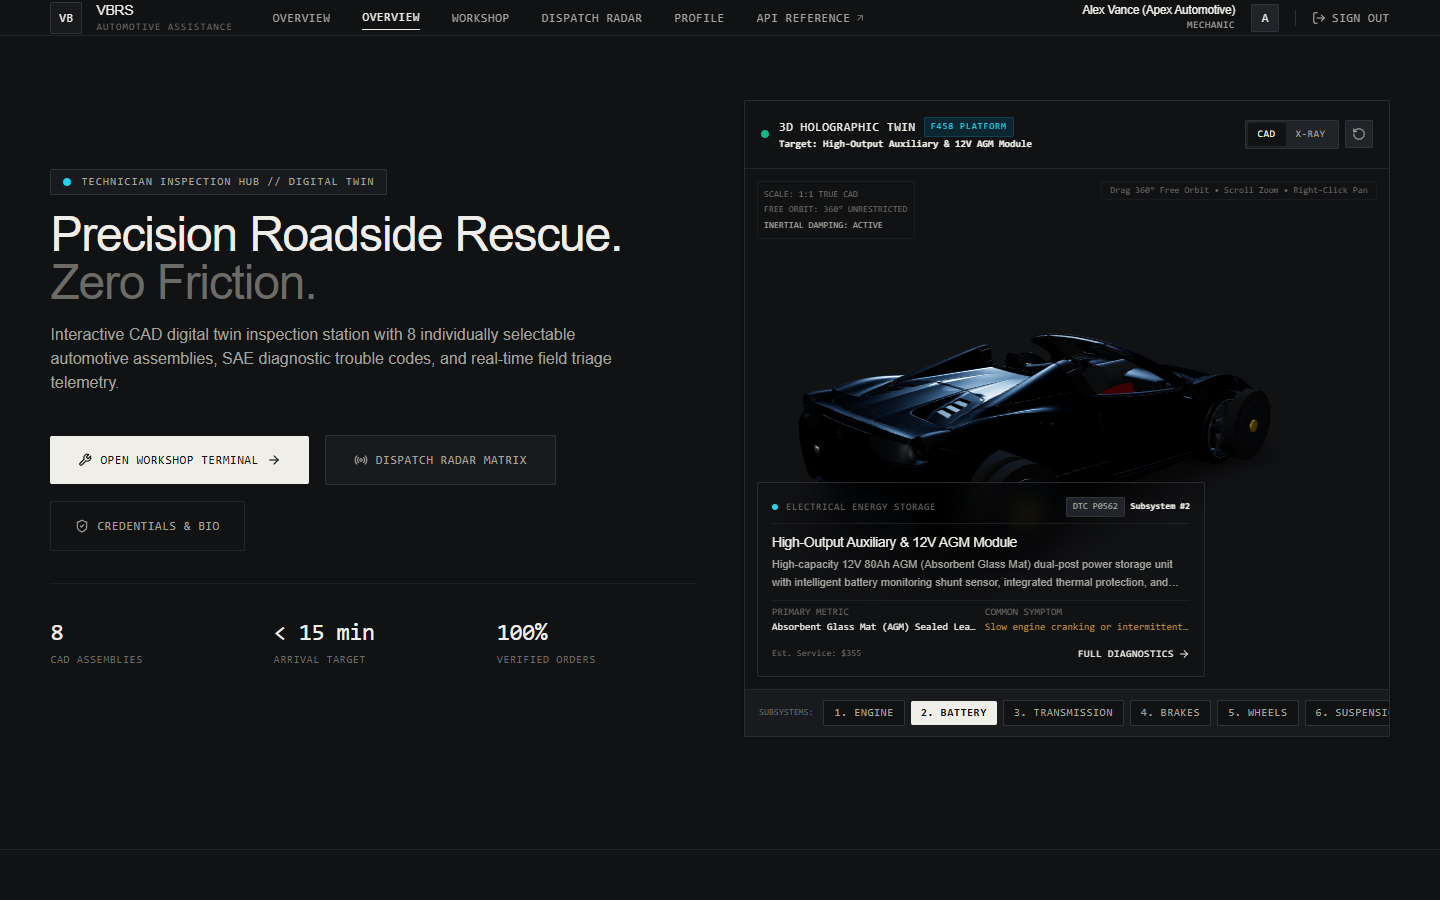 VB
VBRS
AUTOMOTIVE ASSISTANCE
OVERVIEW
OVERVIEW
WORKSHOP
DISPATCH RADAR
PROFILE
API REFERENCE ↗
Alex Vance (Apex Automotive)
MECHANIC
A
SIGN OUT
TECHNICIAN INSPECTION HUB // DIGITAL TWIN
Precision Roadside Rescue.
Zero Friction.
Interactive CAD digital twin inspection station with 8 individually selectable
automotive assemblies, SAE diagnostic trouble codes, and real-time field triage
telemetry.
OPEN WORKSHOP TERMINAL →
DISPATCH RADAR MATRIX
CREDENTIALS & BIO
8
CAD ASSEMBLIES
< 15 min
ARRIVAL TARGET
100%
VERIFIED ORDERS
3D HOLOGRAPHIC TWIN
F458 PLATFORM
Target: High-Output Auxiliary & 12V AGM Module
CAD
X-RAY
SCALE: 1:1 TRUE CAD
FREE ORBIT: 360° UNRESTRICTED
INERTIAL DAMPING: ACTIVE
Drag 360° Free Orbit • Scroll Zoom • Right-Click Pan
ELECTRICAL ENERGY STORAGE
DTC P0562
Subsystem #2
High-Output Auxiliary & 12V AGM Module
High-capacity 12V 80Ah AGM (Absorbent Glass Mat) dual-post power storage unit
with intelligent battery monitoring shunt sensor, integrated thermal protection, and…
PRIMARY METRIC
Absorbent Glass Mat (AGM) Sealed Lea…
COMMON SYMPTOM
Slow engine cranking or intermittent…
Est. Service: $355
FULL DIAGNOSTICS →
SUBSYSTEMS:
1. ENGINE
2. BATTERY
3. TRANSMISSION
4. BRAKES
5. WHEELS
6. SUSPENSI